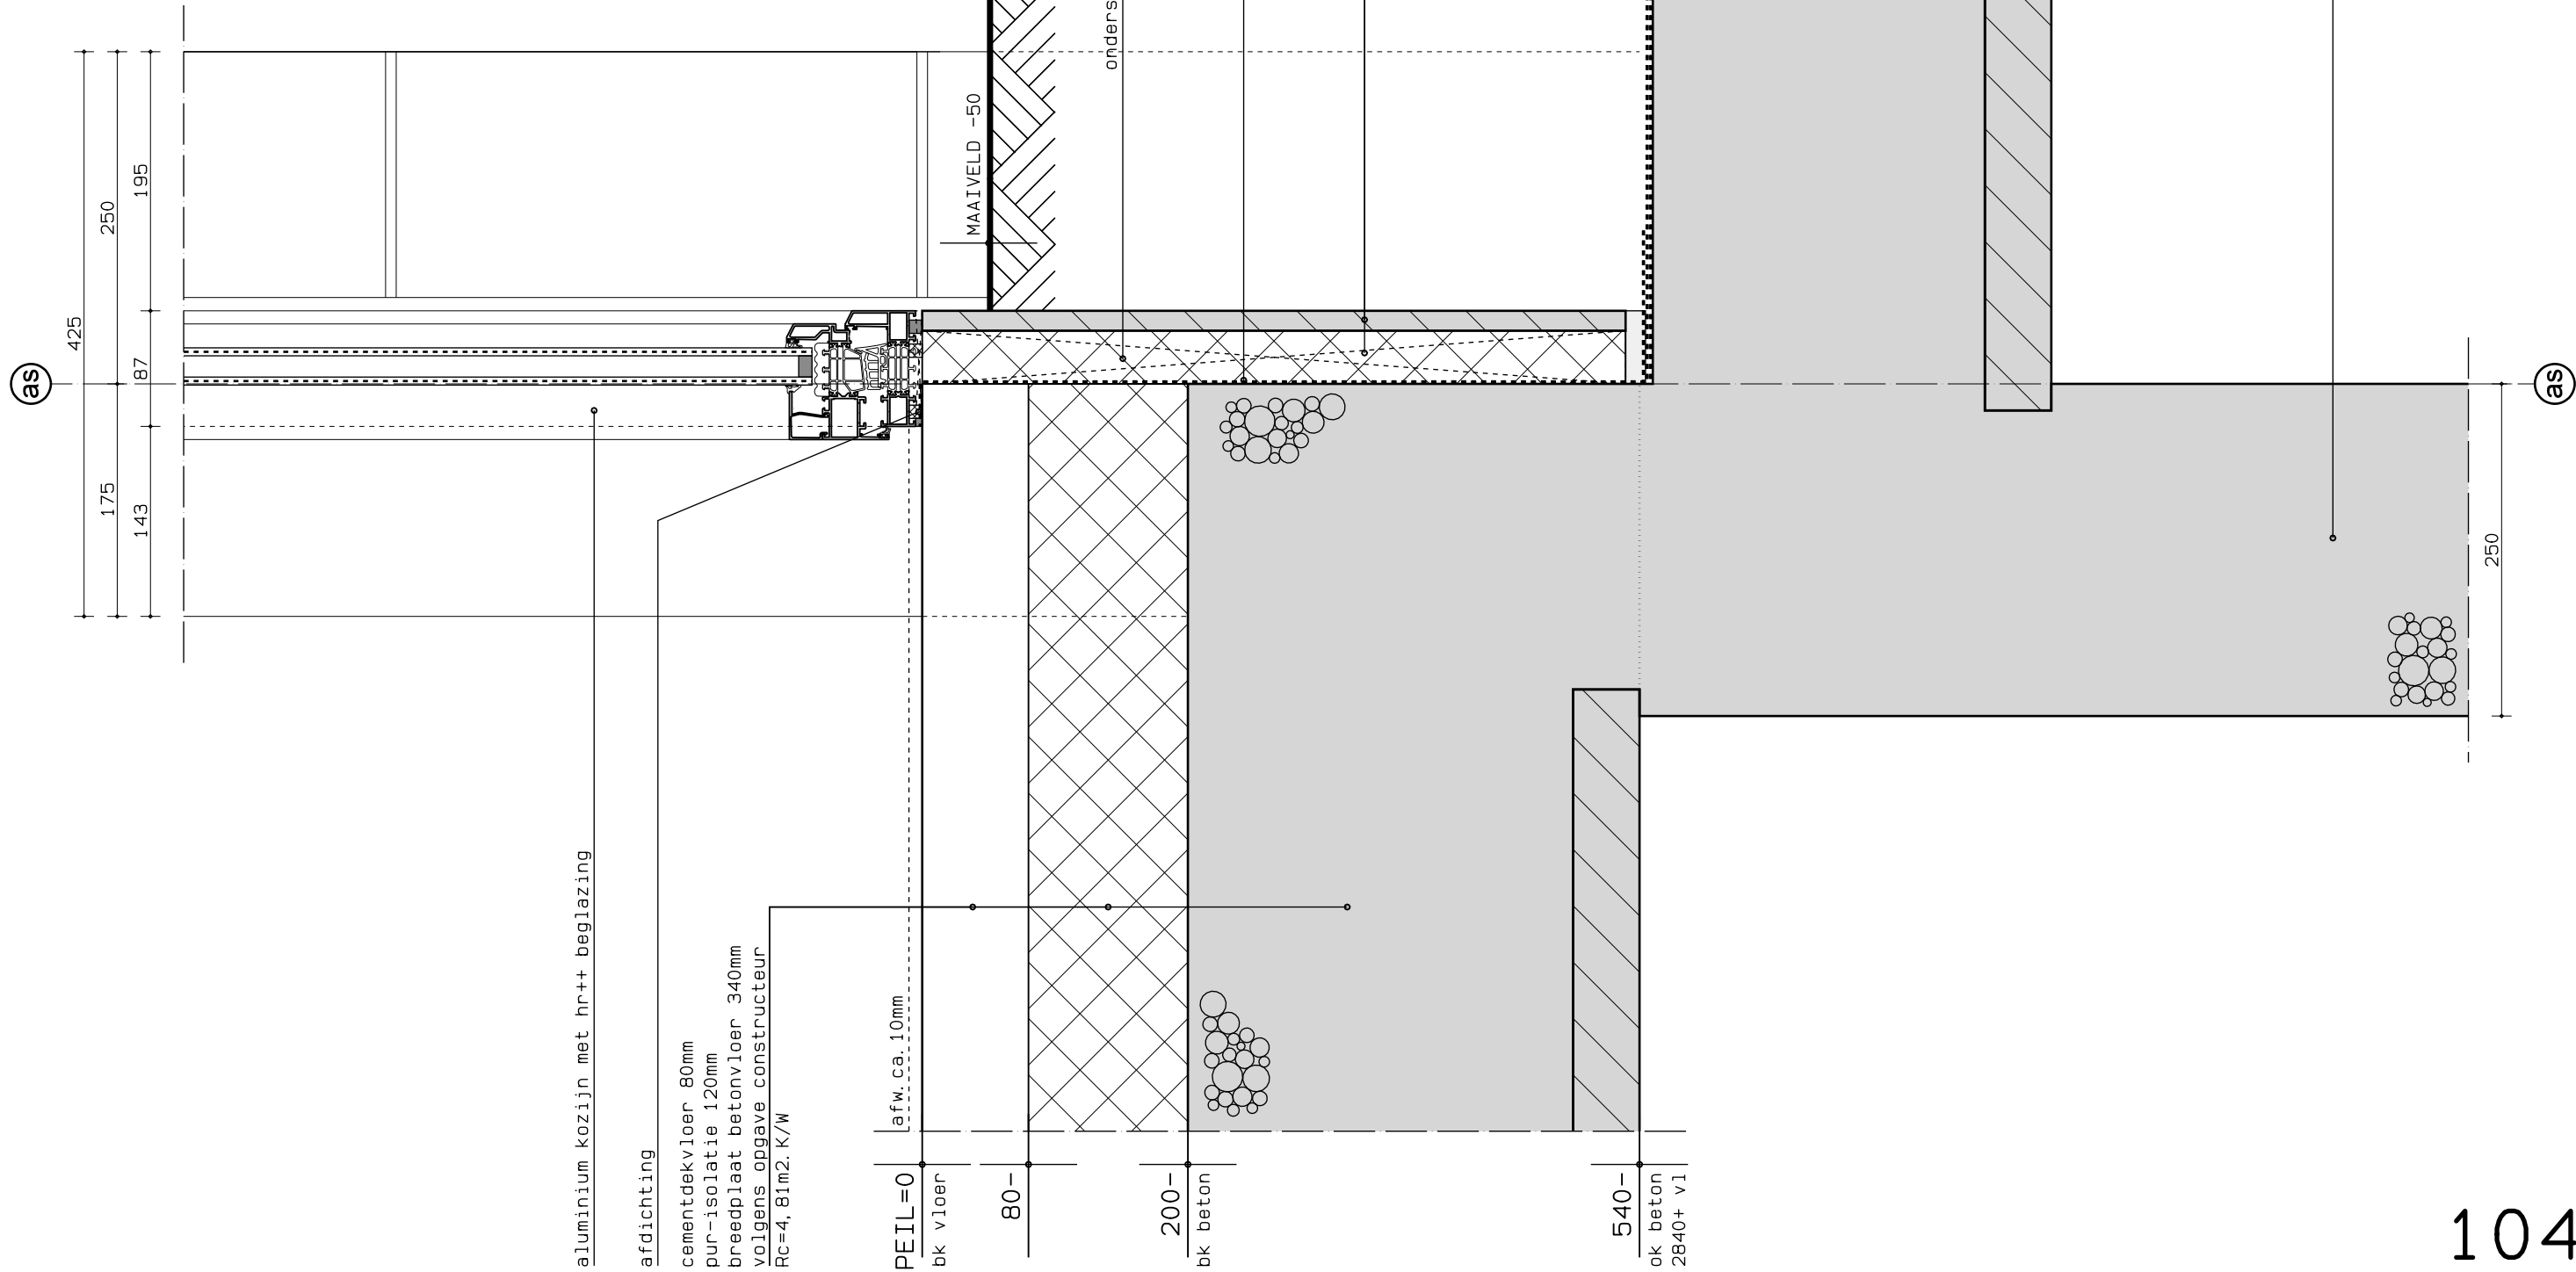 195
250
425
87
175
143
as
MAAIVELD -50
onders
as
250
aluminium kozijn met hr++ beglazing
afdichting
cementdekvloer 80mm
pur-isolatie 120mm
breedplaat betonvloer 340mm
volgens opgave constructeur
Rc=4,81m2.K/W
afw. ca. 10mm
PEIL=0
bk vloer
80-
200-
bk beton
540-
ok beton
2840+ vl
104